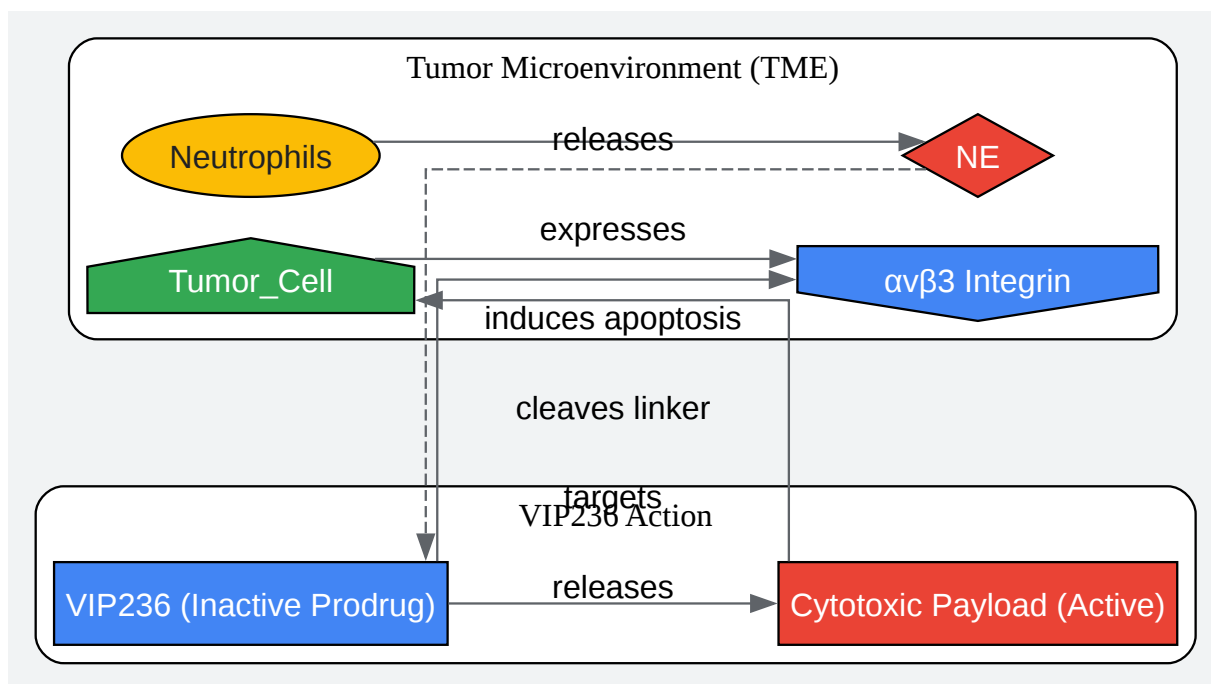 Tumor Microenvironment (TME)
Neutrophils
releases
NE
expresses
Tumor_Cell
αvβ3 Integrin
induces apoptosis
cleaves linker
targets
VIP236 Action
VIP236 (Inactive Prodrug)
releases
Cytotoxic Payload (Active)